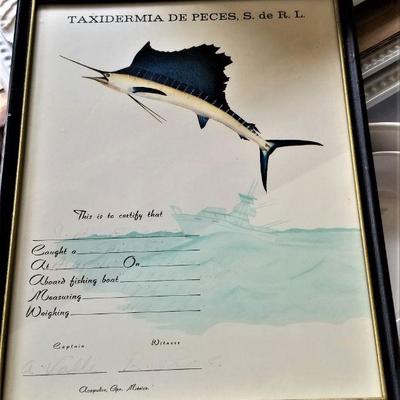 TAXIDERMIA DE PECES, S. de R. L.
This is to certify that
Caught a
At On
Aboard fishing boat
Measuring
Weighing
Captain Witness
Acapulco, Gro. México.